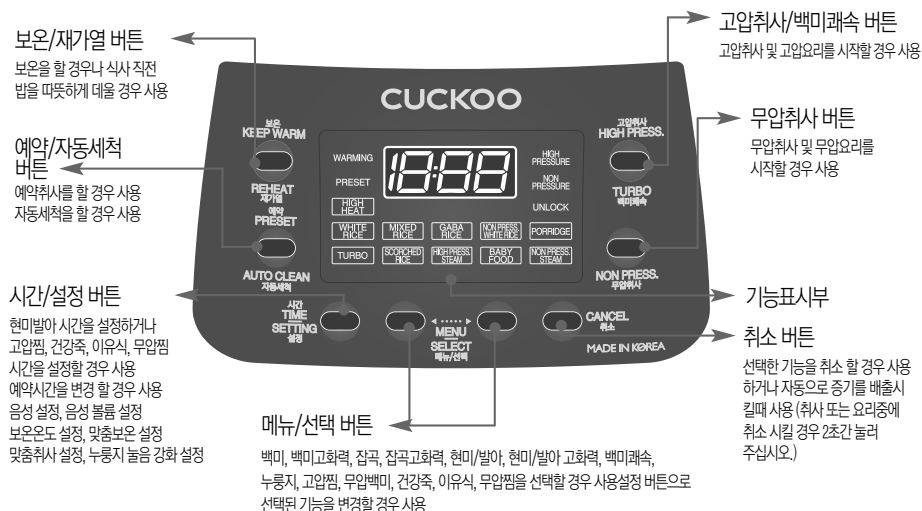 보온/재가열 버튼
보온을 할 경우나 식사 직전
밥을 따뜻하게 데울 경우 사용
예약/자동세척
버튼
예약취사를 할 경우 사용
자동세척을 할 경우 사용
시간/설정 버튼
현미발아 시간을 설정하거나
고압찜, 건강죽, 이유식, 무압찜
시간을 설정할 경우 사용
예약시간을 변경 할 경우 사용
음성 설정, 음성 볼륨 설정
보온온도 설정, 맞춤보온 설정
맞춤취사 설정, 누룽지 눌음 강화 설정
CUCKOO
보온
KEEP WARM
REHEAT
재가열
예약
PRESET
AUTO CLEAN
자동세척
시간
TIME
SETTING
설정
WARMING
PRESET
18:88
HIGH
PRESSURE
NON
PRESSURE
UNLOCK
HIGH
HEAT
WHITE
RICE
MIXED
RICE
GABA
RICE
NON PRESS.
WHITE RICE
PORRIDGE
TURBO
SCORCHED
RICE
HIGH PRESS.
STEAM
BABY
FOOD
NON PRESS.
STEAM
MENU
SELECT
메뉴/선택
고압취사
HIGH PRESS.
TURBO
백미쾌속
NON PRESS.
무압취사
CANCEL
취소
MADE IN KOREA
고압취사/백미쾌속 버튼
고압취사 및 고압요리를 시작할 경우 사용
무압취사 버튼
무압취사 및 무압요리를
시작할 경우 사용
기능표시부
취소 버튼
선택한 기능을 취소 할 경우 사용
하거나 자동으로 증기를 배출시
킬때 사용 (취사 또는 요리중에
취소 시킬 경우 2초간 눌러
주십시오.)
메뉴/선택 버튼
백미, 백미고화력, 잡곡, 잡곡고화력, 현미/발아, 현미/발아 고화력, 백미쾌속,
누룽지, 고압찜, 무압백미, 건강죽, 이유식, 무압찜을 선택할 경우 사용설정 버튼으로
선택된 기능을 변경할 경우 사용